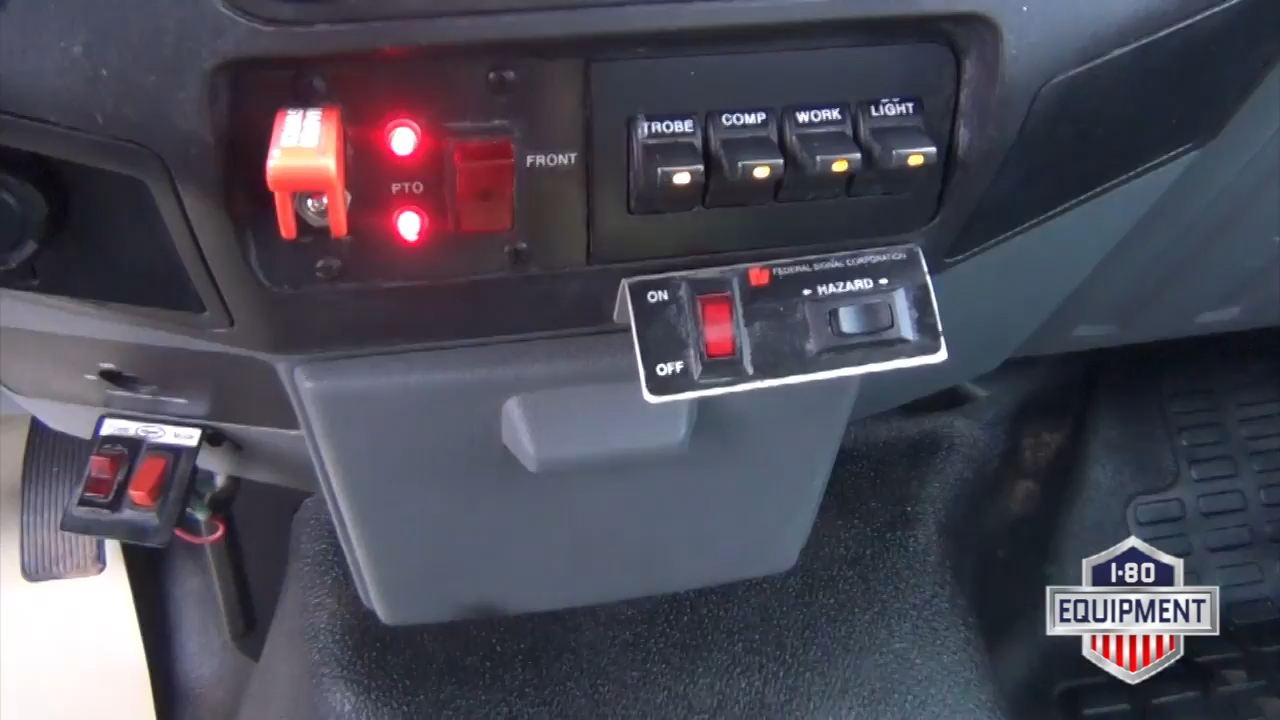 TROBE
COMP
WORK
LIGHT
FRONT
PTO
FEDERAL SIGNAL CORPORATION
ON
HAZARD
OFF
I-80
EQUIPMENT